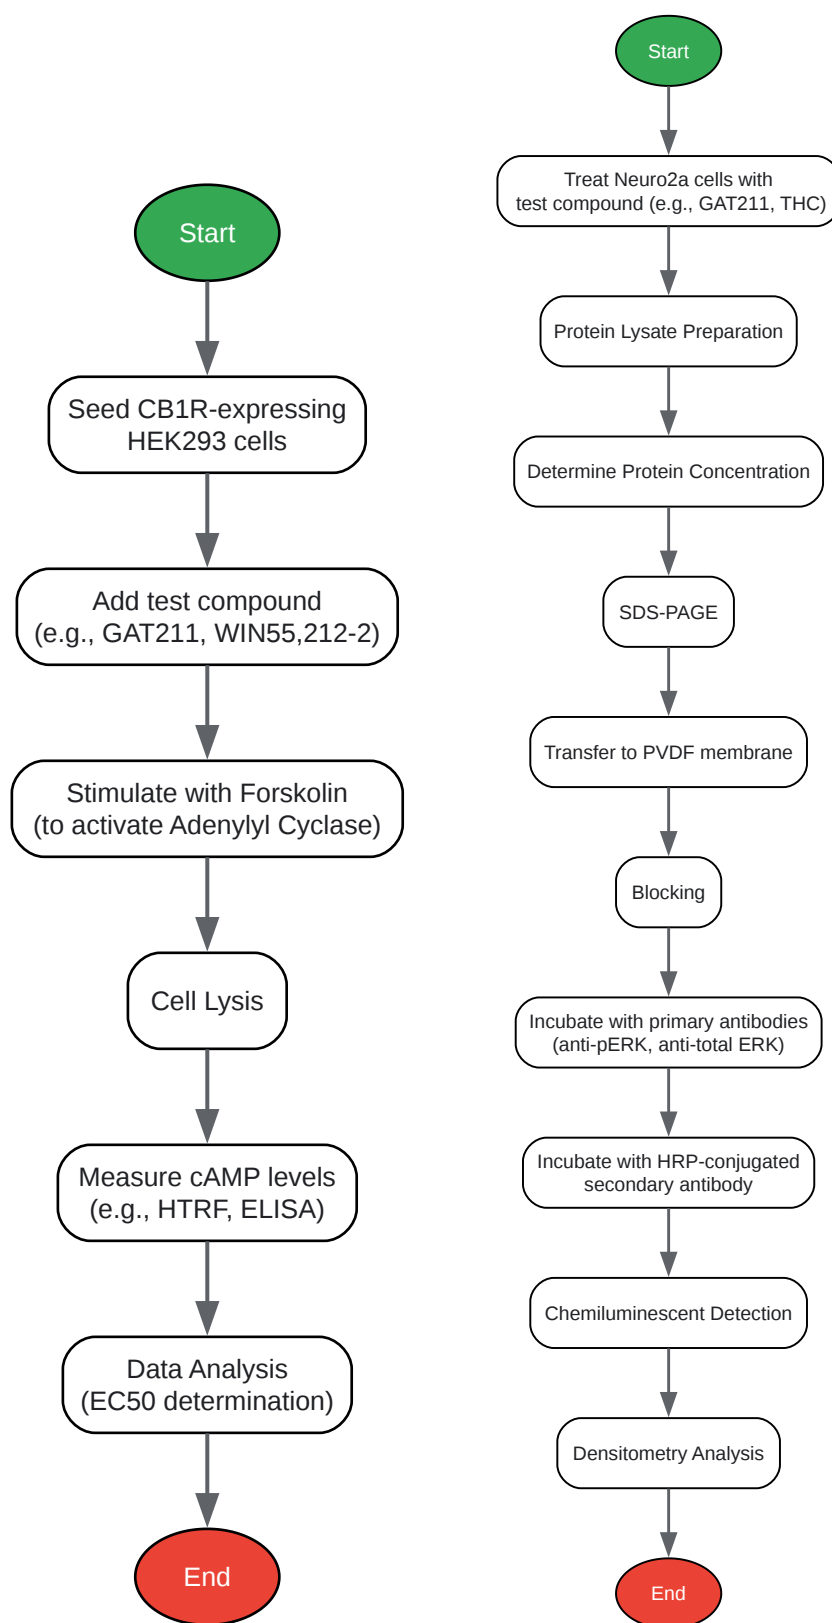 Start
Seed CB1R-expressing
HEK293 cells
Add test compound
(e.g., GAT211, WIN55,212-2)
Stimulate with Forskolin
(to activate Adenylyl Cyclase)
Cell Lysis
Measure cAMP levels
(e.g., HTRF, ELISA)
Data Analysis
(EC50 determination)
End
Start
Treat Neuro2a cells with
test compound (e.g., GAT211, THC)
Protein Lysate Preparation
Determine Protein Concentration
SDS-PAGE
Transfer to PVDF membrane
Blocking
Incubate with primary antibodies
(anti-pERK, anti-total ERK)
Incubate with HRP-conjugated
secondary antibody
Chemiluminescent Detection
Densitometry Analysis
End